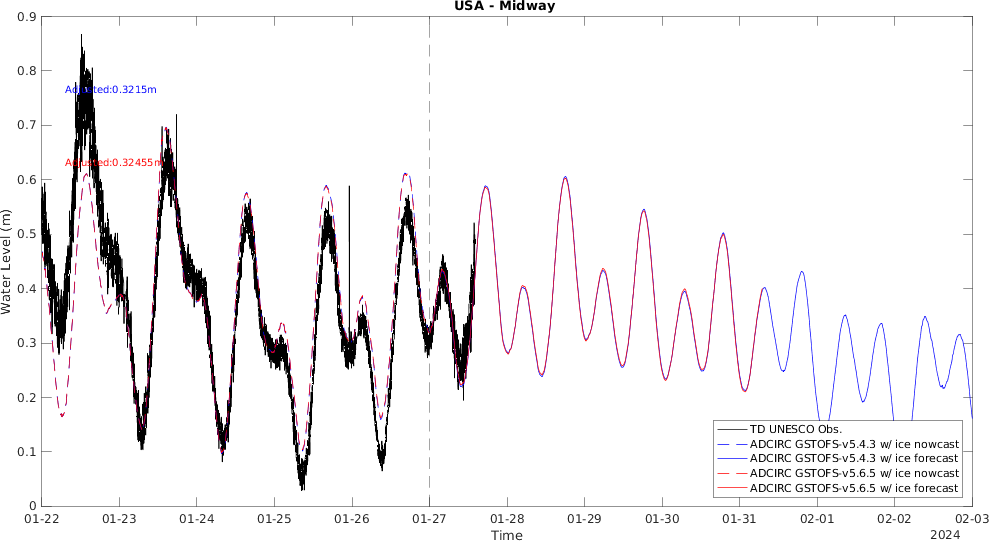 USA - Midway
0.9
0.8
0.7
0.6
0.5
0.4
0.3
0.2
0.1
0
Water Level (m)
Adjusted:0.3215m
Adjusted:0.32455m
TD UNESCO Obs.
ADCIRC GSTOFS-v5.4.3 w/ ice nowcast
ADCIRC GSTOFS-v5.4.3 w/ ice forecast
ADCIRC GSTOFS-v5.6.5 w/ ice nowcast
ADCIRC GSTOFS-v5.6.5 w/ ice forecast
01-22 01-23 01-24 01-25 01-26 01-27 01-28 01-29 01-30 01-31 02-01 02-02 02-03
Time
2024